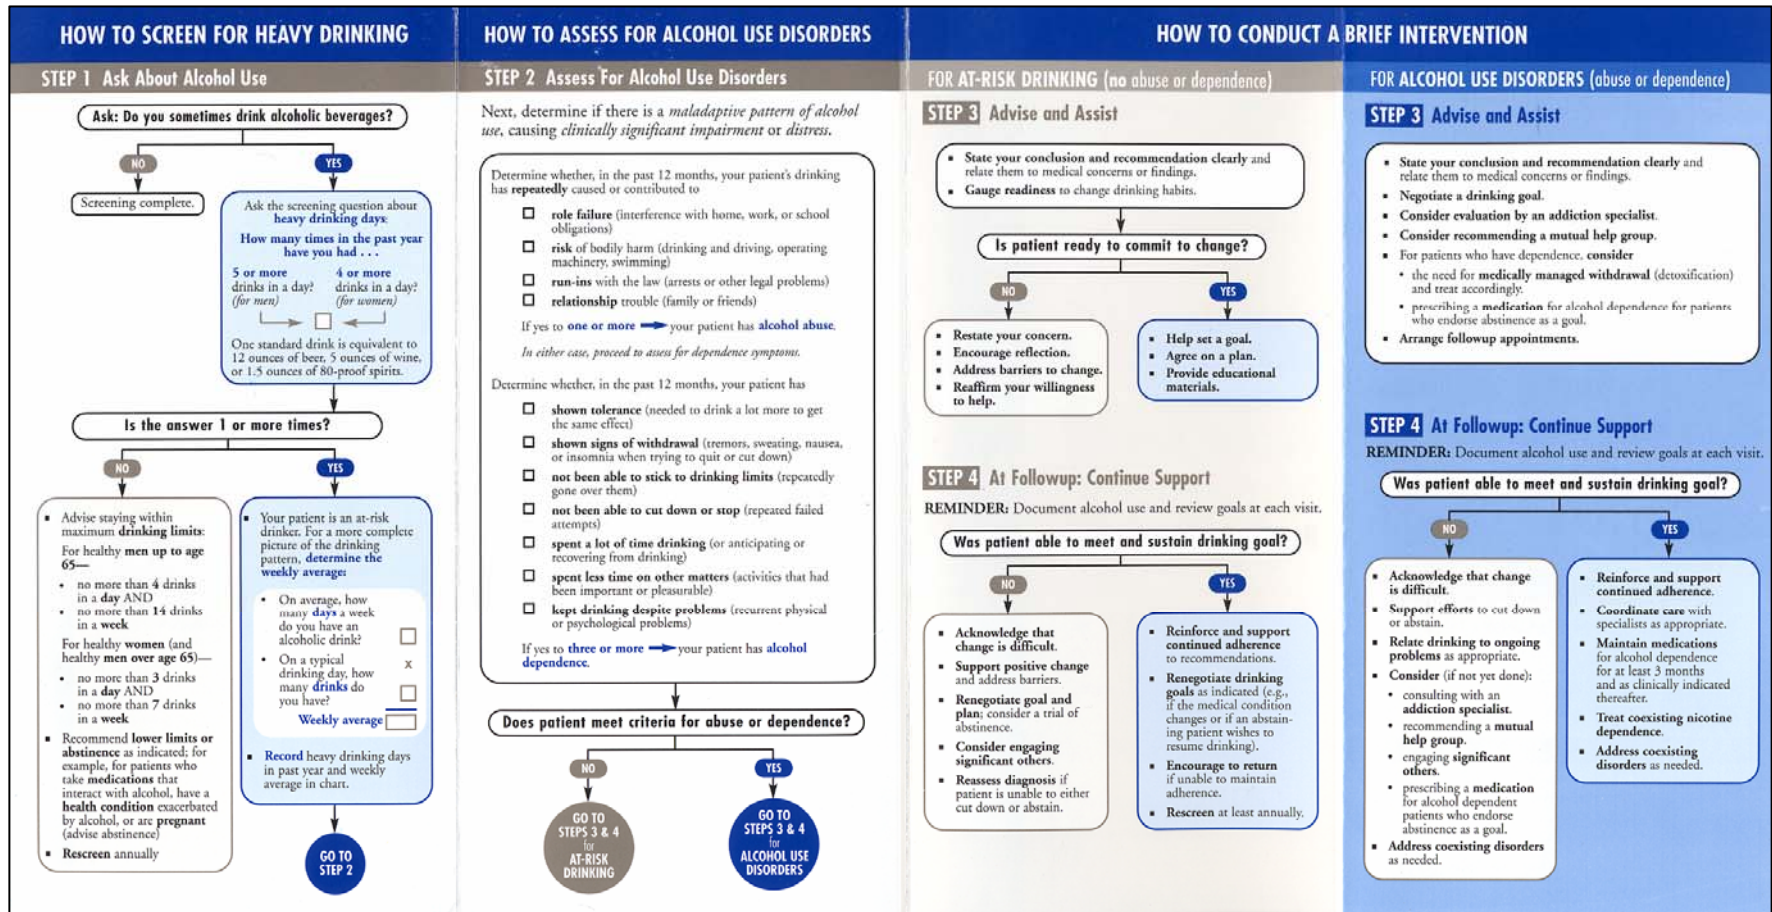 HOW TO SCREEN FOR HEAVY DRINKING
STEP 1 Ask About Alcohol Use
Ask: Do you sometimes drink alcoholic beverages?
NO
YES
Screening complete.
Ask the screening question about
heavy drinking days:
How many times in the past year
have you had . . .
5 or more
drinks in a day?
(for men)
4 or more
drinks in a day?
(for women)
One standard drink is equivalent to
12 ounces of beer, 5 ounces of wine,
or 1.5 ounces of 80-proof spirits.
Is the answer 1 or more times?
NO
YES
▪ Advise staying within
maximum drinking limits:
For healthy men up to age
65—
• no more than 4 drinks
in a day AND
• no more than 14 drinks
in a week
For healthy women (and
healthy men over age 65)—
• no more than 3 drinks
in a day AND
• no more than 7 drinks
in a week
▪ Recommend lower limits or
abstinence as indicated; for
example, for patients who
take medications that
interact with alcohol, have a
health condition exacerbated
by alcohol, or are pregnant
(advise abstinence)
▪ Rescreen annually
▪ Your patient is an at-risk
drinker. For a more complete
picture of the drinking
pattern, determine the
weekly average:
• On average, how
many days a week
do you have an
alcoholic drink?
• On a typical
drinking day, how
many drinks do
you have?
x
Weekly average
▪ Record heavy drinking days
in past year and weekly
average in chart.
GO TO
STEP 2
HOW TO ASSESS FOR ALCOHOL USE DISORDERS
STEP 2 Assess For Alcohol Use Disorders
Next, determine if there is a maladaptive pattern of alcohol
use, causing clinically significant impairment or distress.
Determine whether, in the past 12 months, your patient's drinking
has repeatedly caused or contributed to
role failure (interference with home, work, or school
obligations)
risk of bodily harm (drinking and driving, operating
machinery, swimming)
run-ins with the law (arrests or other legal problems)
relationship trouble (family or friends)
If yes to one or more → your patient has alcohol abuse.
In either case, proceed to assess for dependence symptoms.
Determine whether, in the past 12 months, your patient has
shown tolerance (needed to drink a lot more to get
the same effect)
shown signs of withdrawal (tremors, sweating, nausea,
or insomnia when trying to quit or cut down)
not been able to stick to drinking limits (repeatedly
gone over them)
not been able to cut down or stop (repeated failed
attempts)
spent a lot of time drinking (or anticipating or
recovering from drinking)
spent less time on other matters (activities that had
been important or pleasurable)
kept drinking despite problems (recurrent physical
or psychological problems)
If yes to three or more → your patient has alcohol
dependence.
Does patient meet criteria for abuse or dependence?
NO
YES
GO TO
STEPS 3 & 4
for
AT-RISK
DRINKING
GO TO
STEPS 3 & 4
for
ALCOHOL USE
DISORDERS
HOW TO CONDUCT A BRIEF INTERVENTION
FOR AT-RISK DRINKING (no abuse or dependence)
STEP 3 Advise and Assist
▪ State your conclusion and recommendation clearly and
relate them to medical concerns or findings.
▪ Gauge readiness to change drinking habits.
Is patient ready to commit to change?
NO
YES
▪ Restate your concern.
▪ Encourage reflection.
▪ Address barriers to change.
▪ Reaffirm your willingness
to help.
▪ Help set a goal.
▪ Agree on a plan.
▪ Provide educational
materials.
STEP 4 At Followup: Continue Support
REMINDER: Document alcohol use and review goals at each visit.
Was patient able to meet and sustain drinking goal?
NO
YES
▪ Acknowledge that
change is difficult.
▪ Support positive change
and address barriers.
▪ Renegotiate goal and
plan; consider a trial of
abstinence.
▪ Consider engaging
significant others.
▪ Reassess diagnosis if
patient is unable to either
cut down or abstain.
▪ Reinforce and support
continued adherence
to recommendations.
▪ Renegotiate drinking
goals as indicated (e.g.,
if the medical condition
changes or if an abstain-
ing patient wishes to
resume drinking).
▪ Encourage to return
if unable to maintain
adherence.
▪ Rescreen at least annually.
FOR ALCOHOL USE DISORDERS (abuse or dependence)
STEP 3 Advise and Assist
▪ State your conclusion and recommendation clearly and
relate them to medical concerns or findings.
▪ Negotiate a drinking goal.
▪ Consider evaluation by an addiction specialist.
▪ Consider recommending a mutual help group.
▪ For patients who have dependence, consider
• the need for medically managed withdrawal (detoxification)
and treat accordingly.
• prescribing a medication for alcohol dependence for patients
who endorse abstinence as a goal.
▪ Arrange followup appointments.
STEP 4 At Followup: Continue Support
REMINDER: Document alcohol use and review goals at each visit.
Was patient able to meet and sustain drinking goal?
NO
YES
▪ Acknowledge that change
is difficult.
▪ Support efforts to cut down
or abstain.
▪ Relate drinking to ongoing
problems as appropriate.
▪ Consider (if not yet done):
• consulting with an
addiction specialist.
• recommending a mutual
help group.
• engaging significant
others.
• prescribing a medication
for alcohol dependent
patients who endorse
abstinence as a goal.
▪ Address coexisting disorders
as needed.
▪ Reinforce and support
continued adherence.
▪ Coordinate care with
specialists as appropriate.
▪ Maintain medications
for alcohol dependence
for at least 3 months
and as clinically indicated
thereafter.
▪ Treat coexisting nicotine
dependence.
▪ Address coexisting
disorders as needed.